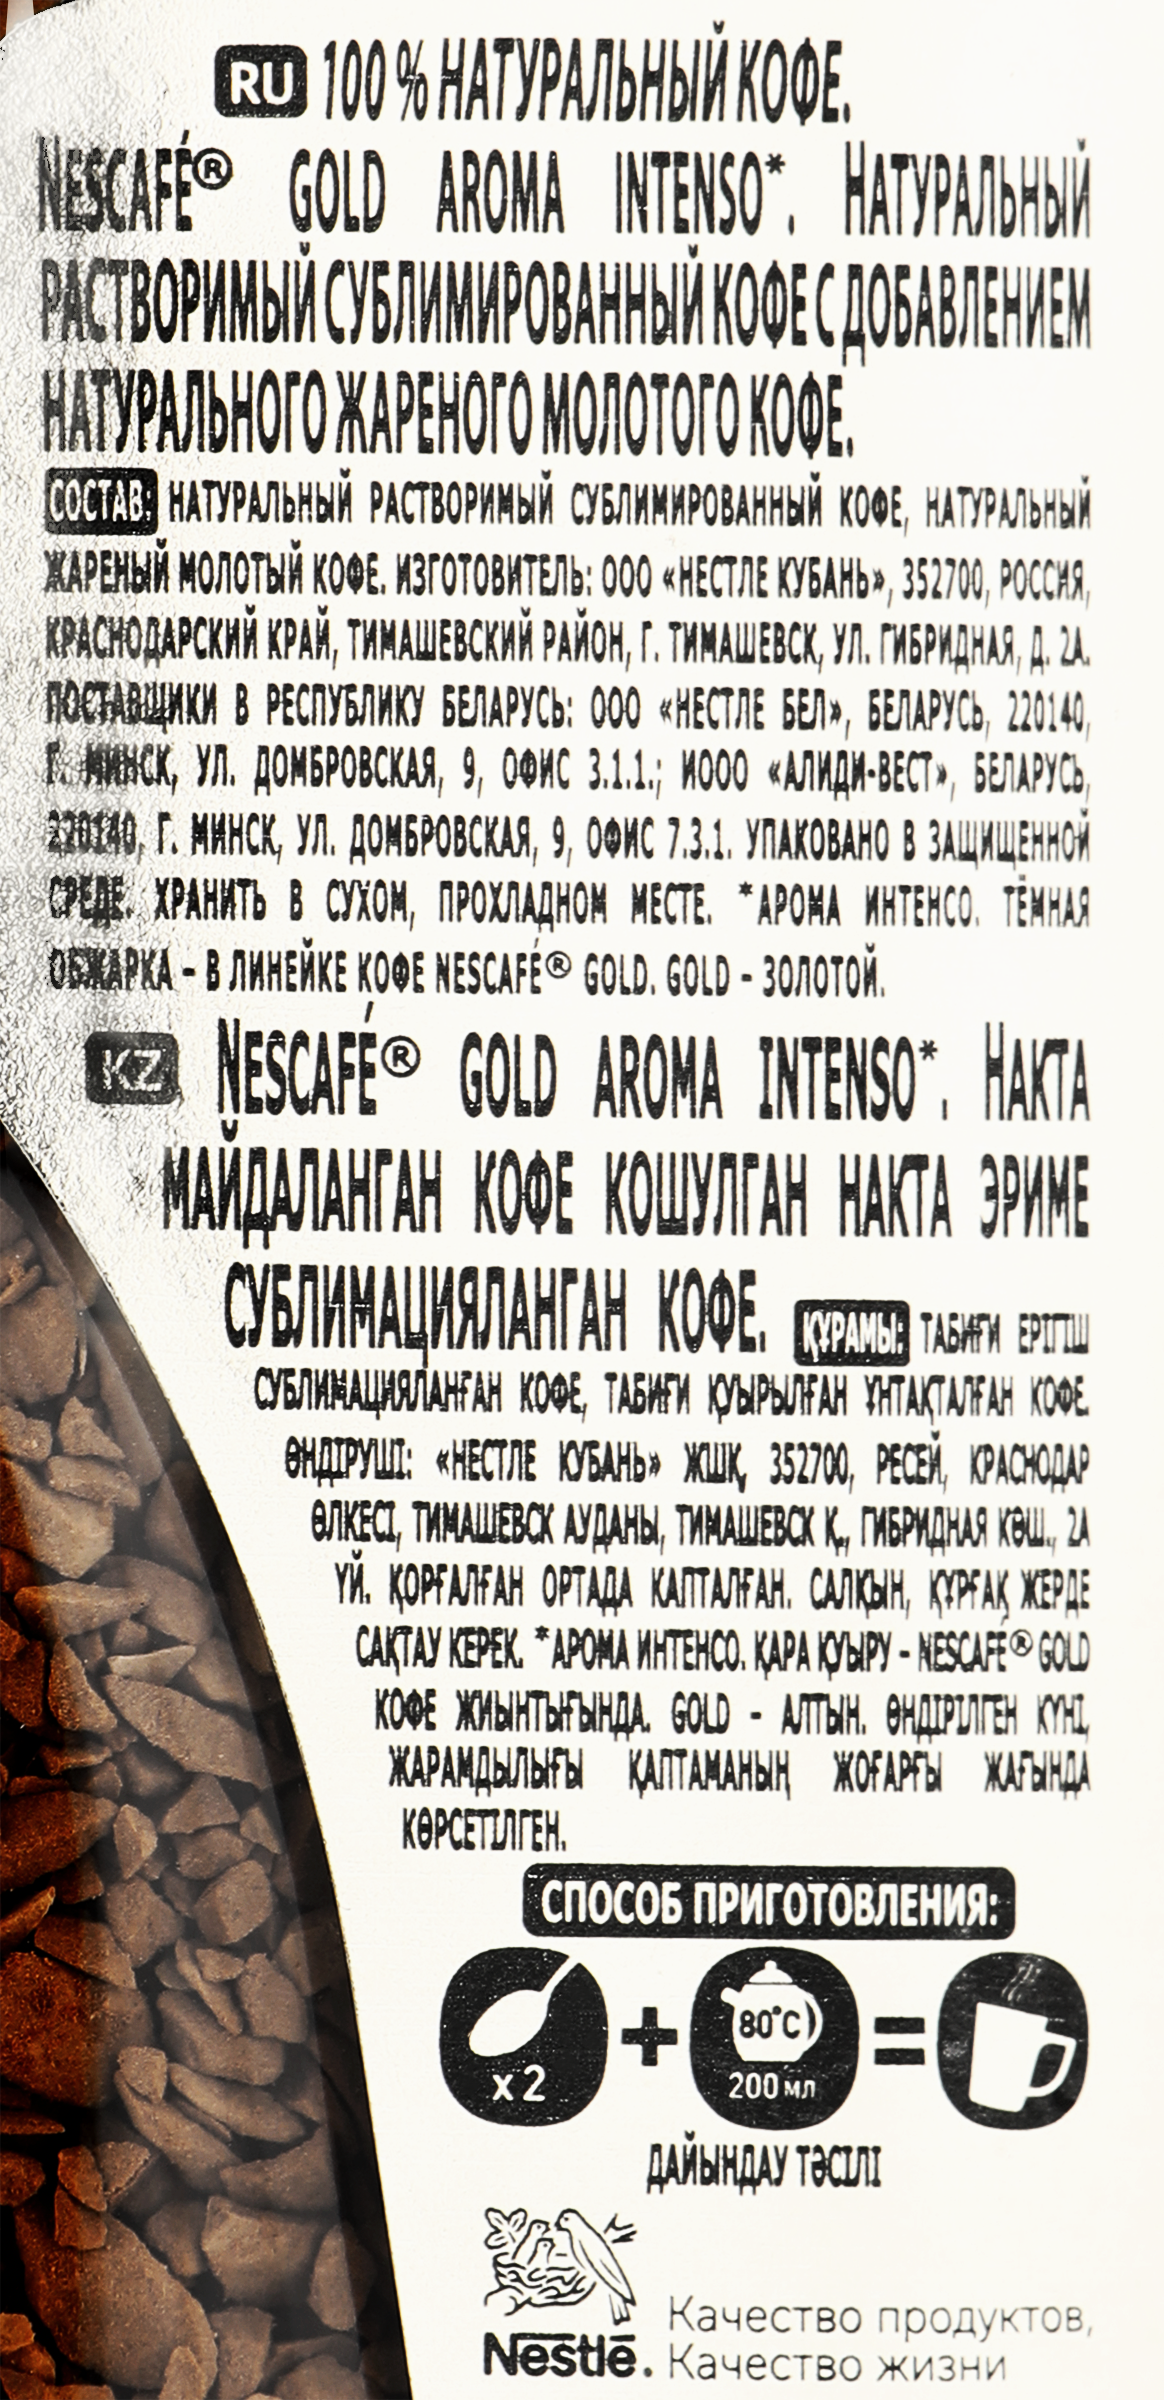 RU 100 % НАТУРАЛЬНЫЙ КОФЕ.
NESCAFÉ® GOLD AROMA INTENSO*. НАТУРАЛЬНЫЙ
РАСТВОРИМЫЙ СУБЛИМИРОВАННЫЙ КОФЕ С ДОБАВЛЕНИЕМ
НАТУРАЛЬНОГО ЖАРЕНОГО МОЛОТОГО КОФЕ.
СОСТАВ: НАТУРАЛЬНЫЙ РАСТВОРИМЫЙ СУБЛИМИРОВАННЫЙ КОФЕ, НАТУРАЛЬНЫЙ
ЖАРЕНЫЙ МОЛОТЫЙ КОФЕ. ИЗГОТОВИТЕЛЬ: ООО «НЕСТЛЕ КУБАНЬ», 352700, РОССИЯ,
КРАСНОДАРСКИЙ КРАЙ, ТИМАШЕВСКИЙ РАЙОН, Г. ТИМАШЕВСК, УЛ. ГИБРИДНАЯ, Д. 2А.
ПОСТАВЩИКИ В РЕСПУБЛИКУ БЕЛАРУСЬ: ООО «НЕСТЛЕ БЕЛ», БЕЛАРУСЬ, 220140,
Г. МИНСК, УЛ. ДОМБРОВСКАЯ, 9, ОФИС 3.1.1.; ИООО «АЛИДИ-ВЕСТ», БЕЛАРУСЬ,
220140, Г. МИНСК, УЛ. ДОМБРОВСКАЯ, 9, ОФИС 7.3.1. УПАКОВАНО В ЗАЩИЩЕННОЙ
СРЕДЕ. ХРАНИТЬ В СУХОМ, ПРОХЛАДНОМ МЕСТЕ. *АРОМА ИНТЕНСО. ТЁМНАЯ
ОБЖАРКА – В ЛИНЕЙКЕ КОФЕ NESCAFÉ® GOLD. GOLD – ЗОЛОТОЙ.
KZ NESCAFÉ® GOLD AROMA INTENSO*. НАКТА
МАЙДАЛАНГАН КОФЕ КОШУЛГАН НАКТА ЭРИМЕ
СУБЛИМАЦИЯЛАНГАН КОФЕ. ҚҰРАМЫ: ТАБИҒИ ЕРІГІШ
СУБЛИМАЦИЯЛАНҒАН КОФЕ, ТАБИҒИ ҚУЫРЫЛҒАН ҰНТАҚТАЛҒАН КОФЕ.
ӨНДІРУШІ: «НЕСТЛЕ КУБАНЬ» ЖШҚ, 352700, РЕСЕЙ, КРАСНОДАР
ӨЛКЕСІ, ТИМАШЕВСК АУДАНЫ, ТИМАШЕВСК Қ., ГИБРИДНАЯ КӨШ., 2А
ҮЙ. ҚОРҒАЛҒАН ОРТАДА КАПТАЛҒАН. САЛҚЫН, ҚҰРҒАҚ ЖЕРДЕ
САҚТАУ КЕРЕК. *АРОМА ИНТЕНСО. ҚАРА ҚУЫРУ – NESCAFÉ® GOLD
КОФЕ ЖИЫНТЫҒЫНДА. GOLD – АЛТЫН. ӨНДІРІЛГЕН КҮНІ,
ЖАРАМДЫЛЫҒЫ ҚАПТАМАНЫҢ ЖОҒАРҒЫ ЖАҒЫНДА
КӨРСЕТІЛГЕН.
СПОСОБ ПРИГОТОВЛЕНИЯ:
x 2 + 80°C 200 мл =
ДАЙЫНДАУ ТӘСІЛІ
Nestlé. Качество продуктов,
Качество жизни